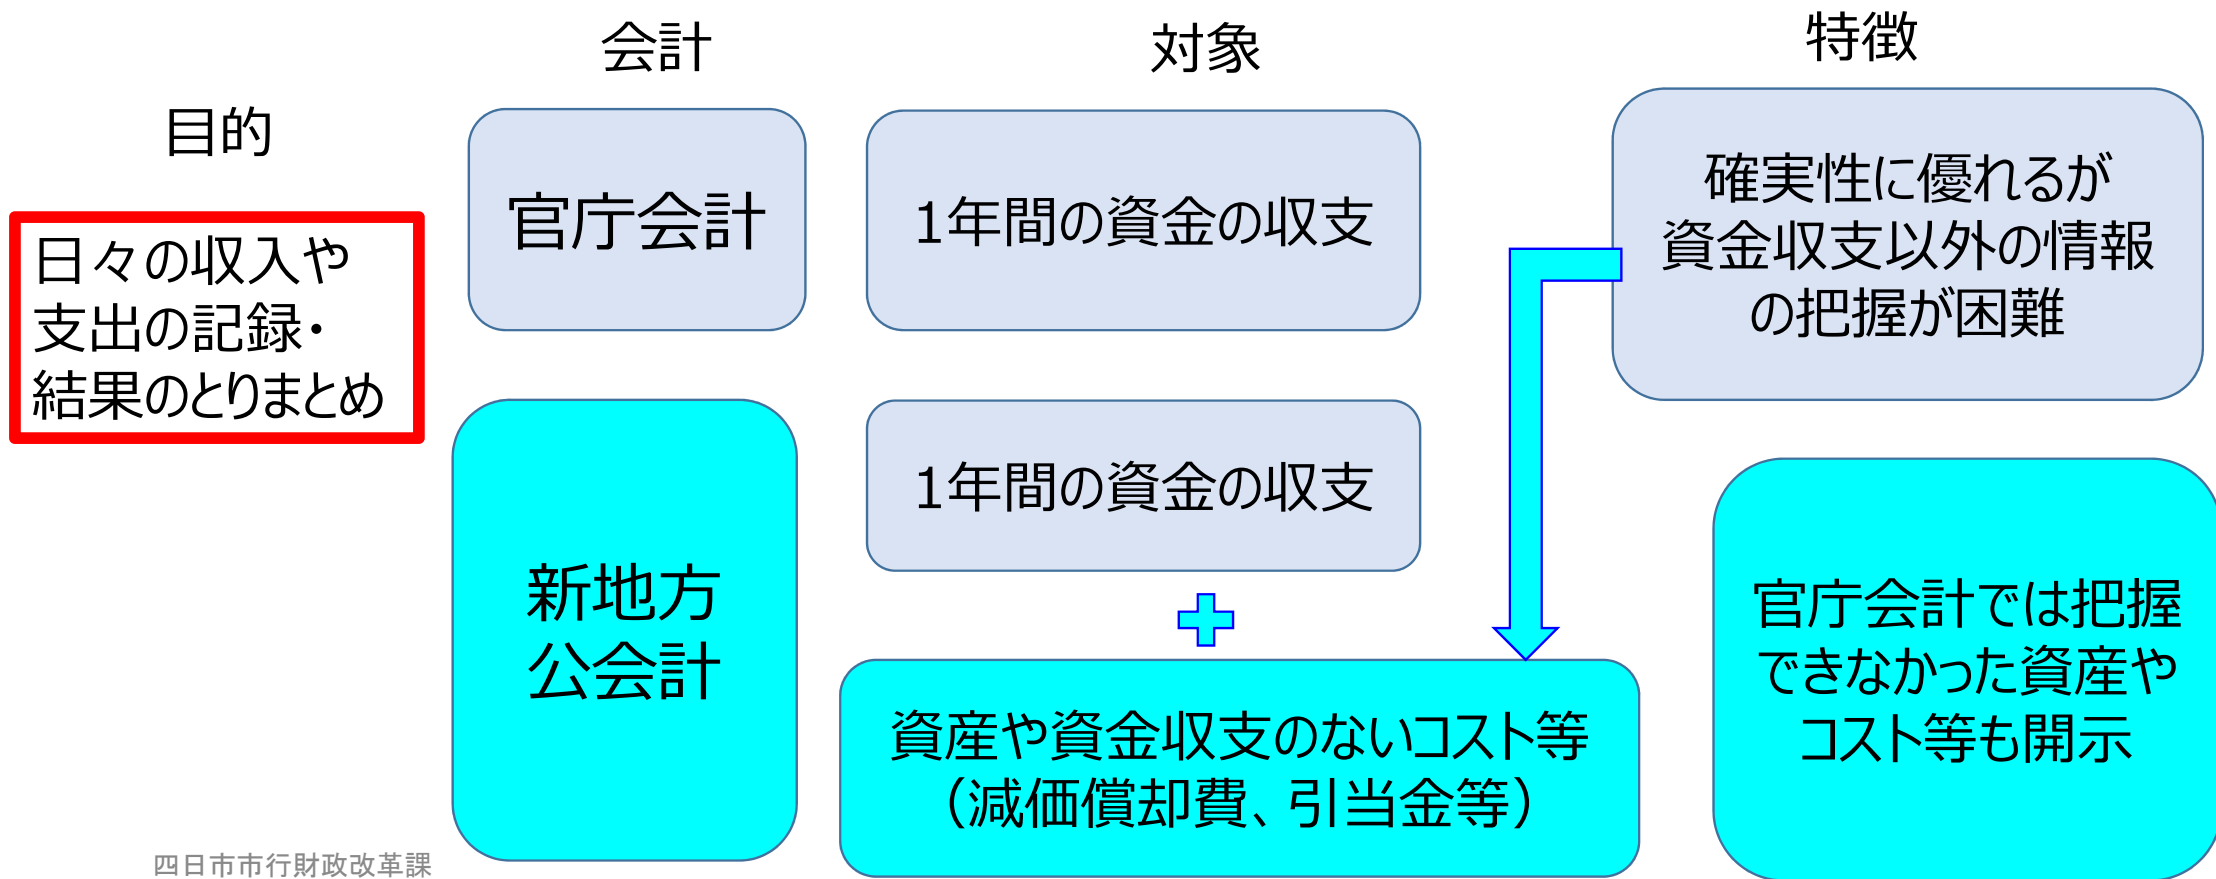 会計
対象
特徴
目的
日々の収入や
支出の記録・
結果のとりまとめ
官庁会計
1年間の資金の収支
確実性に優れるが
資金収支以外の情報
の把握が困難
新地方
公会計
1年間の資金の収支
資産や資金収支のないコスト等
（減価償却費、引当金等）
官庁会計では把握
できなかった資産や
コスト等も開示
四日市市行財政改革課